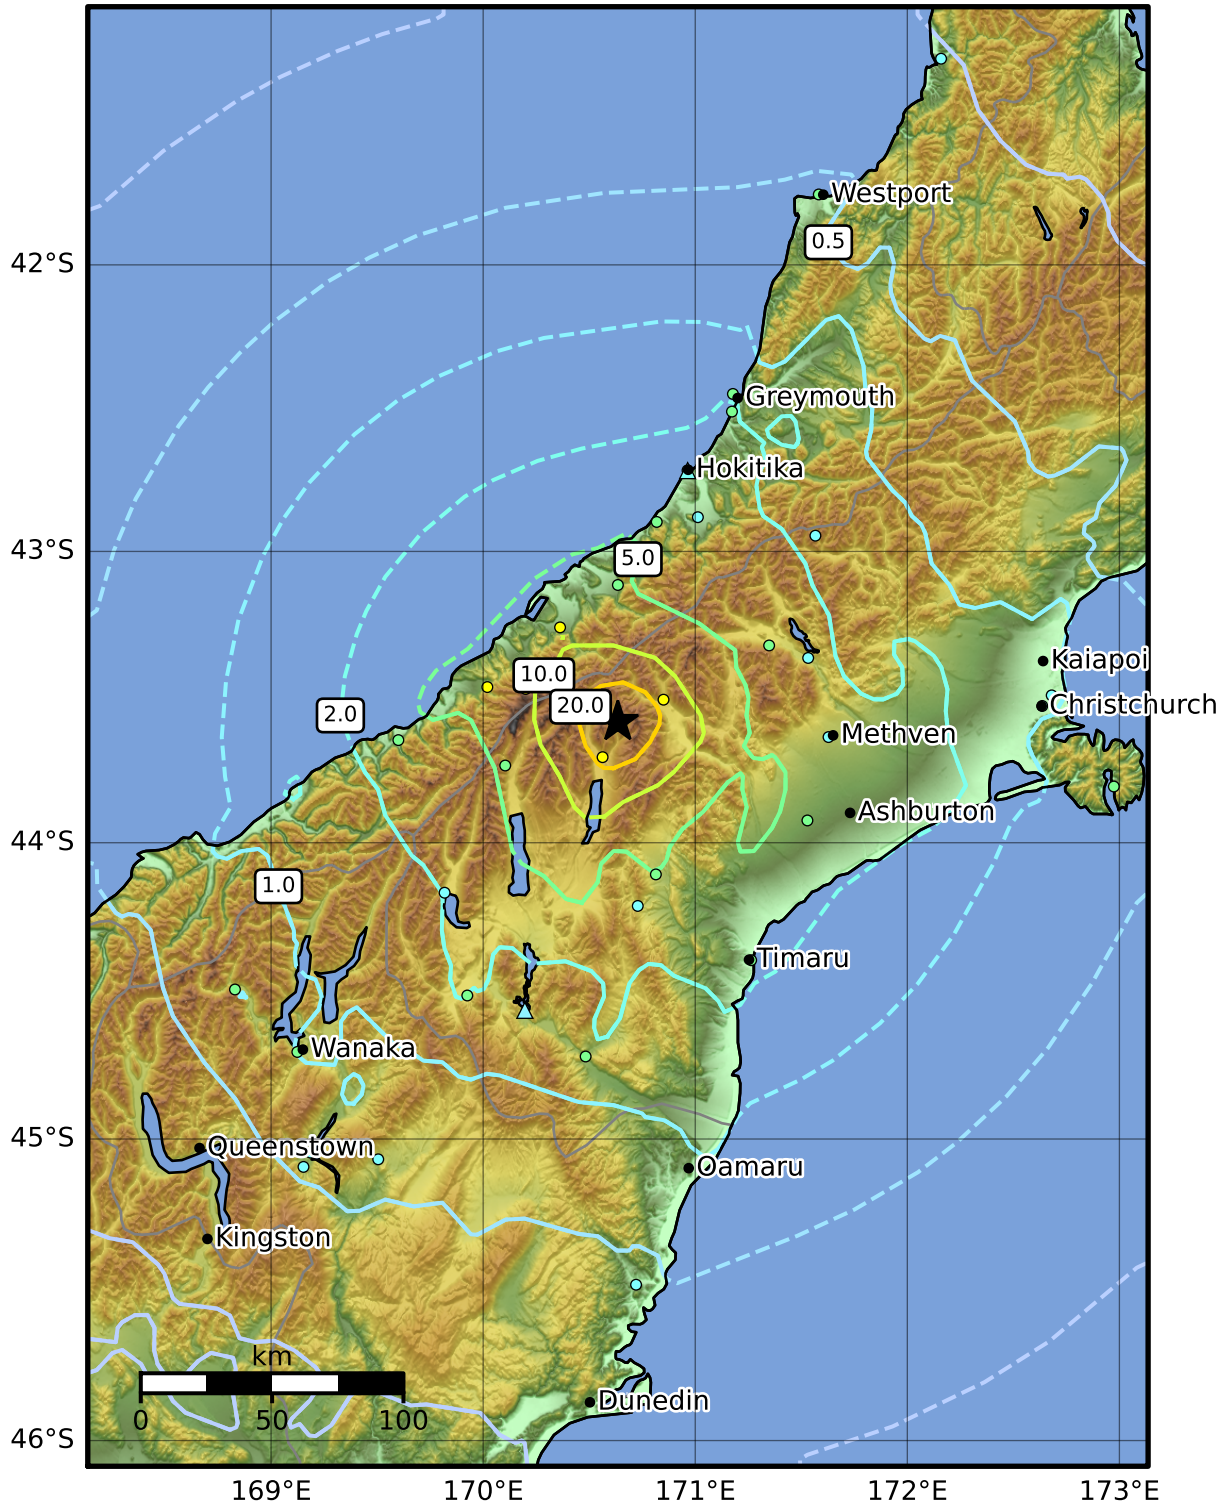 Westport
0.5
42°S
Greymouth
Hokitika
43°S
5.0
Kaiapoi
10.0
20.0
Christchurch
2.0
Methven
Ashburton
44°S
1.0
Timaru
Wanaka
45°S
Queenstown
Oamaru
Kingston
km
0 50 100
Dunedin
46°S
169°E 170°E 171°E 172°E 173°E